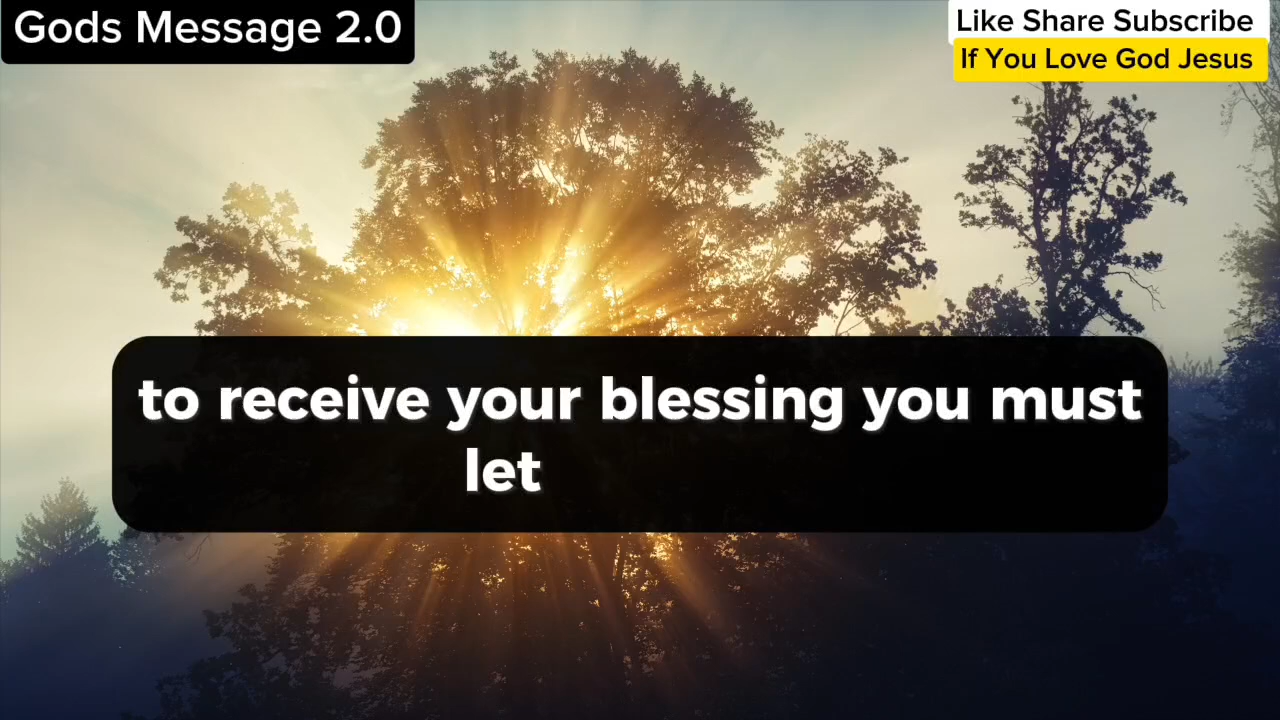 Gods Message 2.0
Like Share Subscribe
If You Love God Jesus
to receive your blessing you must
let